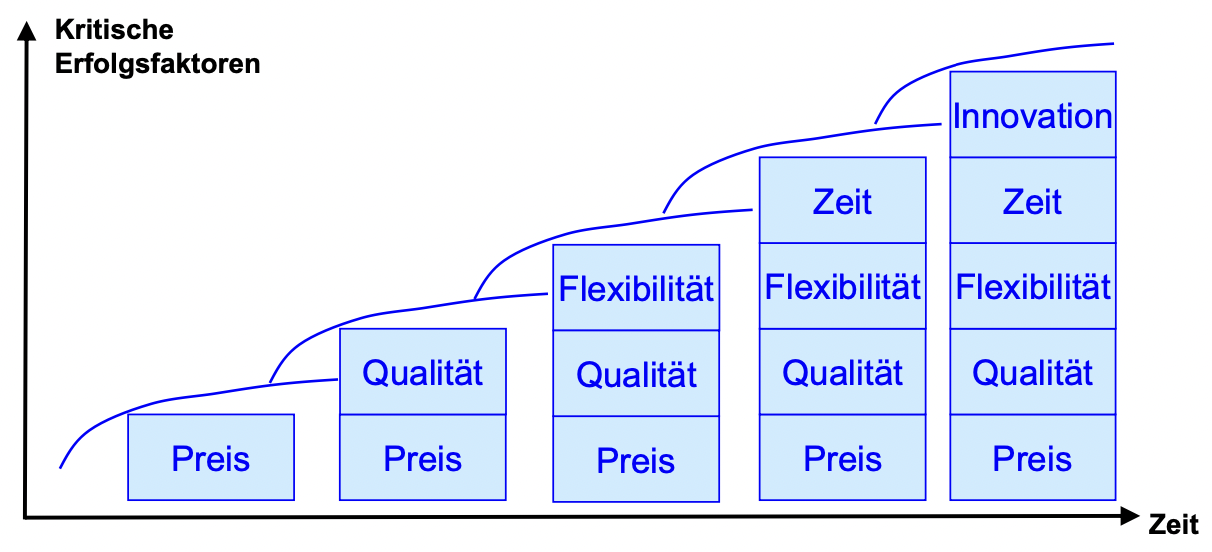 Kritische
Erfolgsfaktoren
Innovation
Zeit
Zeit
Flexibilität
Flexibilität
Flexibilität
Qualität
Qualität
Qualität
Qualität
Preis
Preis
Preis
Preis
Preis
Zeit